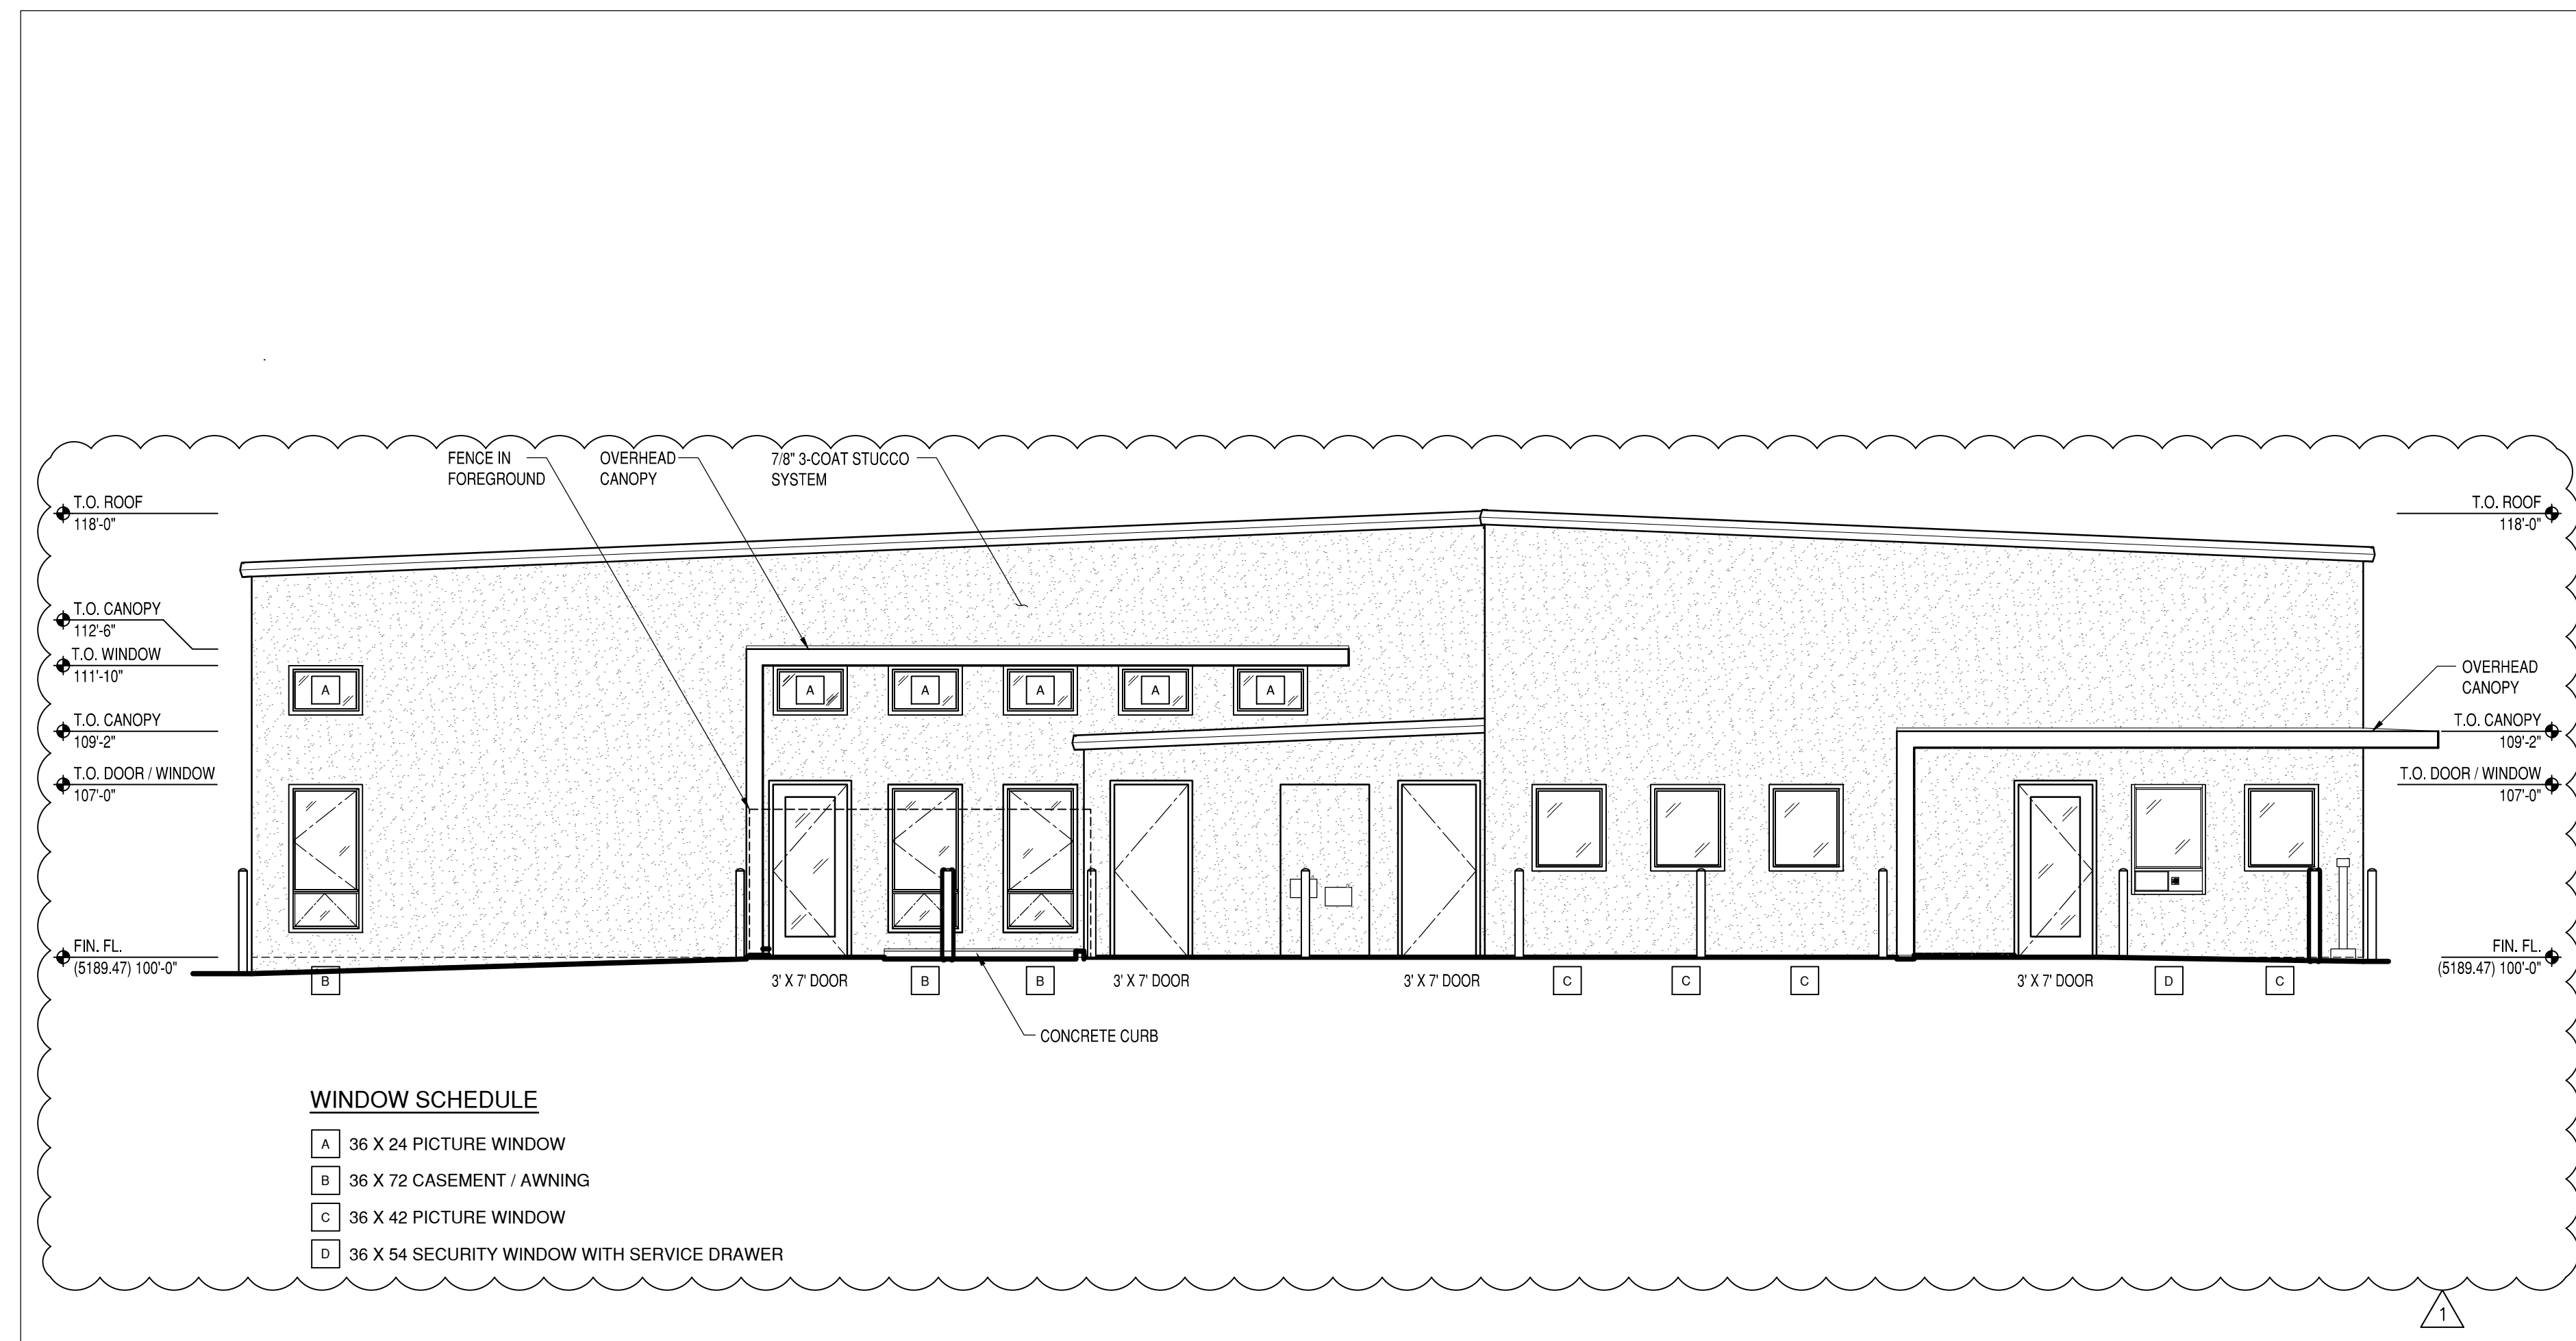 FENCE IN
FOREGROUND
OVERHEAD
CANOPY
7/8" 3-COAT STUCCO
SYSTEM
T.O. ROOF
118'-0"
T.O. ROOF
118'-0"
T.O. CANOPY
112'-6"
T.O. WINDOW
111'-10"
OVERHEAD
CANOPY
A
A
A
A
A
A
T.O. CANOPY
109'-2"
T.O. CANOPY
109'-2"
T.O. DOOR / WINDOW
107'-0"
T.O. DOOR / WINDOW
107'-0"
FIN. FL.
(5189.47) 100'-0"
FIN. FL.
(5189.47) 100'-0"
B
3' X 7' DOOR
B
B
3' X 7' DOOR
3' X 7' DOOR
C
C
C
3' X 7' DOOR
D
C
CONCRETE CURB
WINDOW SCHEDULE
A 36 X 24 PICTURE WINDOW
B 36 X 72 CASEMENT / AWNING
C 36 X 42 PICTURE WINDOW
D 36 X 54 SECURITY WINDOW WITH SERVICE DRAWER
1